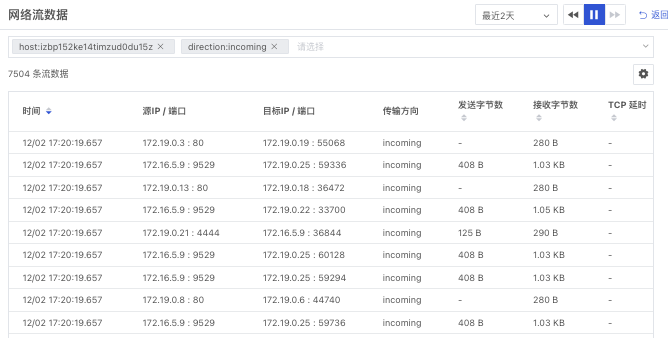 网络流数据
最近2天
返回
host:izbp152ke14timzud0du15z × direction:incoming × 请选择
7504 条流数据
时间 源IP / 端口 目标IP / 端口 传输方向 发送字节数 接收字节数 TCP 延时
12/02 17:20:19.657 172.19.0.3 : 80 172.19.0.19 : 55068 incoming - 280 B -
12/02 17:20:19.657 172.16.5.9 : 9529 172.19.0.25 : 59336 incoming 408 B 1.03 KB -
12/02 17:20:19.657 172.19.0.13 : 80 172.19.0.18 : 36472 incoming - 280 B -
12/02 17:20:19.657 172.16.5.9 : 9529 172.19.0.22 : 33700 incoming 408 B 1.05 KB -
12/02 17:20:19.657 172.19.0.21 : 4444 172.16.5.9 : 36844 incoming 125 B 290 B -
12/02 17:20:19.657 172.16.5.9 : 9529 172.19.0.25 : 60128 incoming 408 B 1.03 KB -
12/02 17:20:19.657 172.16.5.9 : 9529 172.19.0.25 : 59294 incoming 408 B 1.03 KB -
12/02 17:20:19.657 172.19.0.8 : 80 172.19.0.6 : 44740 incoming - 280 B -
12/02 17:20:19.657 172.16.5.9 : 9529 172.19.0.25 : 59736 incoming 408 B 1.03 KB -